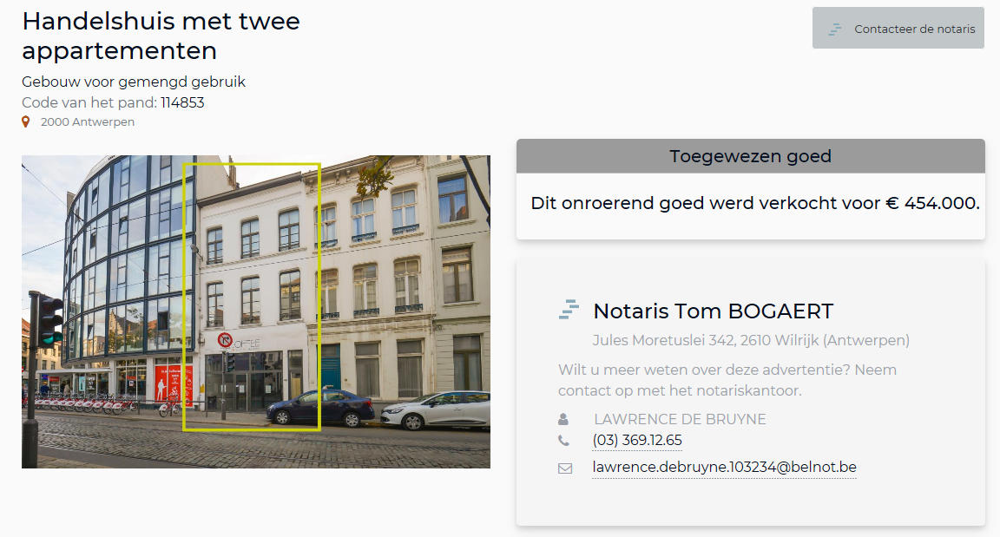 Handelshuis met twee
appartementen
Contacteer de notaris
Gebouw voor gemengd gebruik
Code van het pand: 114853
2000 Antwerpen
Toegewezen goed
Dit onroerend goed werd verkocht voor € 454.000.
Notaris Tom BOGAERT
Jules Moretuslei 342, 2610 Wilrijk (Antwerpen)
Wilt u meer weten over deze advertentie? Neem
contact op met het notariskantoor.
LAWRENCE DE BRUYNE
(03) 369.12.65
lawrence.debruyne.103234@belnot.be